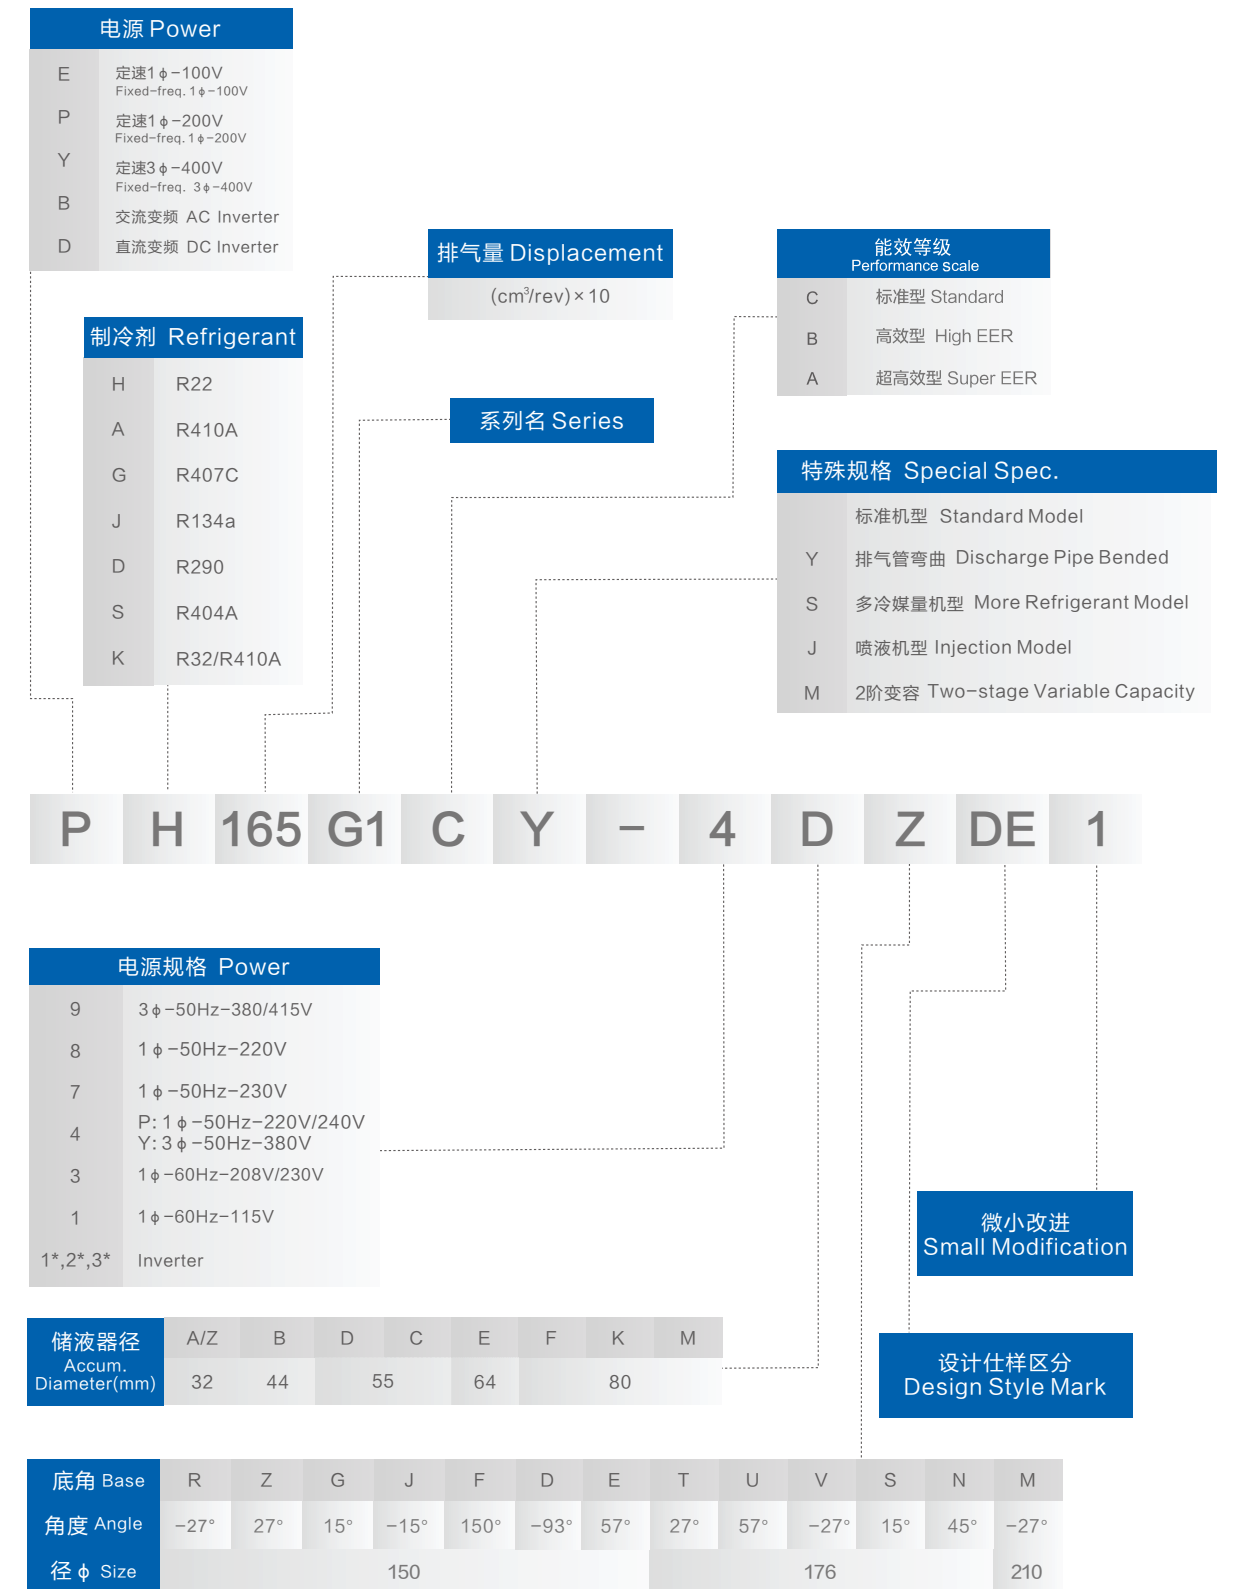 电源 Power
E 定速1ϕ-100V
Fixed-freq. 1ϕ-100V
P 定速1ϕ-200V
Fixed-freq. 1ϕ-200V
Y 定速3ϕ-400V
Fixed-freq. 3ϕ-400V
B 交流变频 AC Inverter
D 直流变频 DC Inverter
制冷剂 Refrigerant
H R22
A R410A
G R407C
J R134a
D R290
S R404A
K R32/R410A
排气量 Displacement
(cm³/rev)×10
系列名 Series
能效等级
Performance scale
C 标准型 Standard
B 高效型 High EER
A 超高效型 Super EER
特殊规格 Special Spec.
标准机型 Standard Model
Y 排气管弯曲 Discharge Pipe Bended
S 多冷媒量机型 More Refrigerant Model
J 喷液机型 Injection Model
M 2阶变容 Two-stage Variable Capacity
P H 165 G1 C Y - 4 D Z DE 1
电源规格 Power
9 3ϕ-50Hz-380/415V
8 1ϕ-50Hz-220V
7 1ϕ-50Hz-230V
4 P: 1ϕ-50Hz-220V/240V
Y: 3ϕ-50Hz-380V
3 1ϕ-60Hz-208V/230V
1 1ϕ-60Hz-115V
1*,2*,3* Inverter
微小改进
Small Modification
设计仕样区分
Design Style Mark
储液器径
Accum.
Diameter(mm)
A/Z B D C E F K M
32 44 55 64 80
底角 Base R Z G J F D E T U V S N M
角度 Angle -27° 27° 15° -15° 150° -93° 57° 27° 57° -27° 15° 45° -27°
径ϕ Size 150 176 210